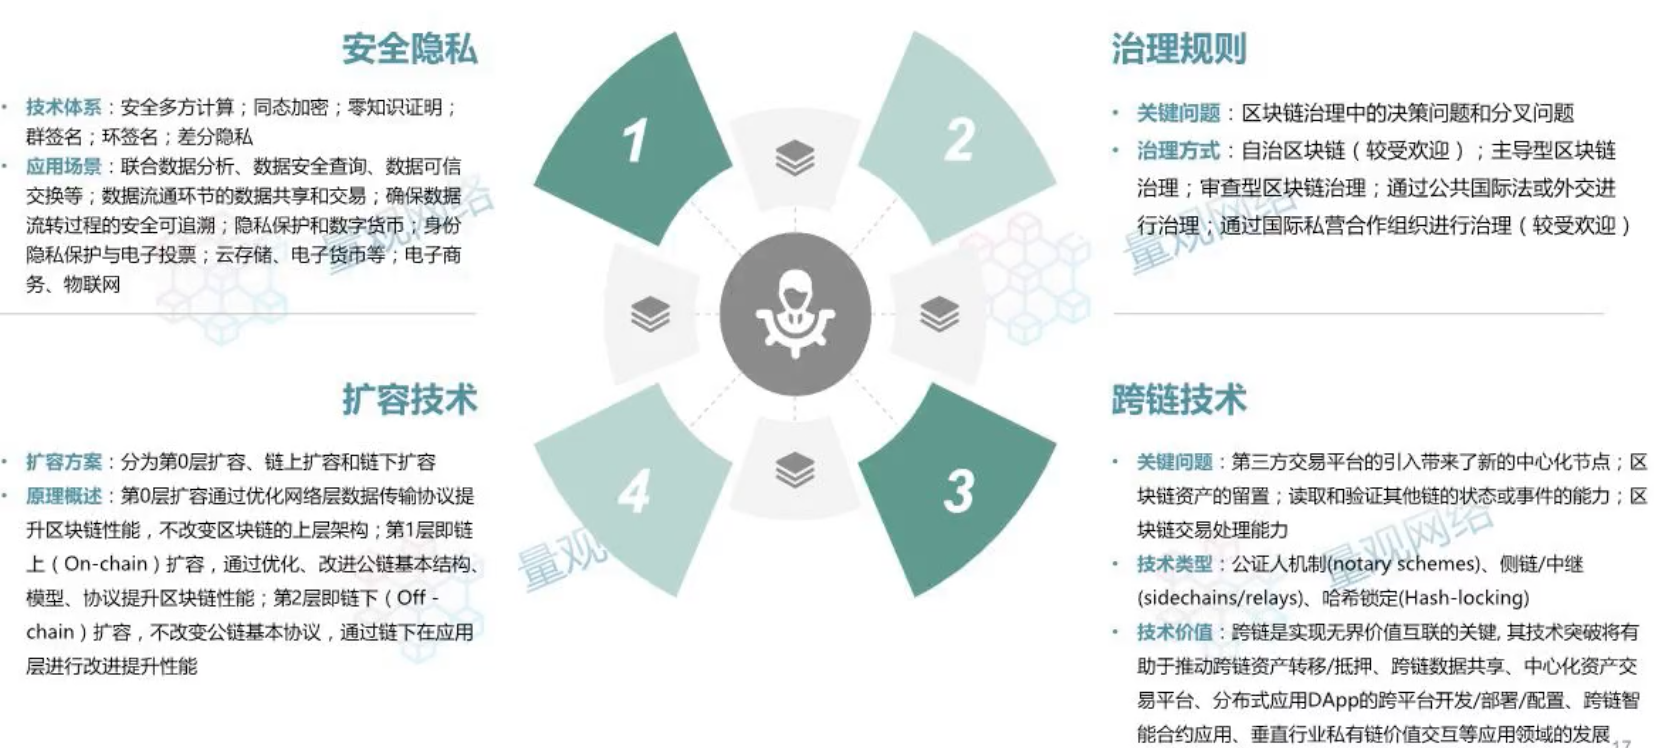 安全隐私
• 技术体系：安全多方计算；同态加密；零知识证明；
群签名；环签名；差分隐私
• 应用场景：联合数据分析、数据安全查询、数据可信
交换等；数据流通环节的数据共享和交易；确保数据
流转过程的安全可追溯；隐私保护和数字货币；身份
隐私保护与电子投票；云存储、电子货币等；电子商
务、物联网
1
2
治理规则
• 关键问题：区块链治理中的决策问题和分叉问题
• 治理方式：自治区块链（较受欢迎）；主导型区块链
治理；审查型区块链治理；通过公共国际法或外交进
行治理；通过国际私营合作组织进行治理（较受欢迎）
扩容技术
• 扩容方案：分为第0层扩容、链上扩容和链下扩容
• 原理概述：第0层扩容通过优化网络层数据传输协议提
升区块链性能，不改变区块链的上层架构；第1层即链
上（On-chain）扩容，通过优化、改进公链基本结构、
模型、协议提升区块链性能；第2层即链下（Off -
chain）扩容，不改变公链基本协议，通过链下在应用
层进行改进提升性能
4
3
跨链技术
• 关键问题：第三方交易平台的引入带来了新的中心化节点；区
块链资产的留置；读取和验证其他链的状态或事件的能力；区
块链交易处理能力
• 技术类型：公证人机制(notary schemes)、侧链/中继
(sidechains/relays)、哈希锁定(Hash-locking)
• 技术价值：跨链是实现无界价值互联的关键, 其技术突破将有
助于推动跨链资产转移/抵押、跨链数据共享、中心化资产交
易平台、分布式应用DApp的跨平台开发/部署/配置、跨链智
能合约应用、垂直行业私有链价值交互等应用领域的发展
17
量观网络
量观网络
量观
量观网络